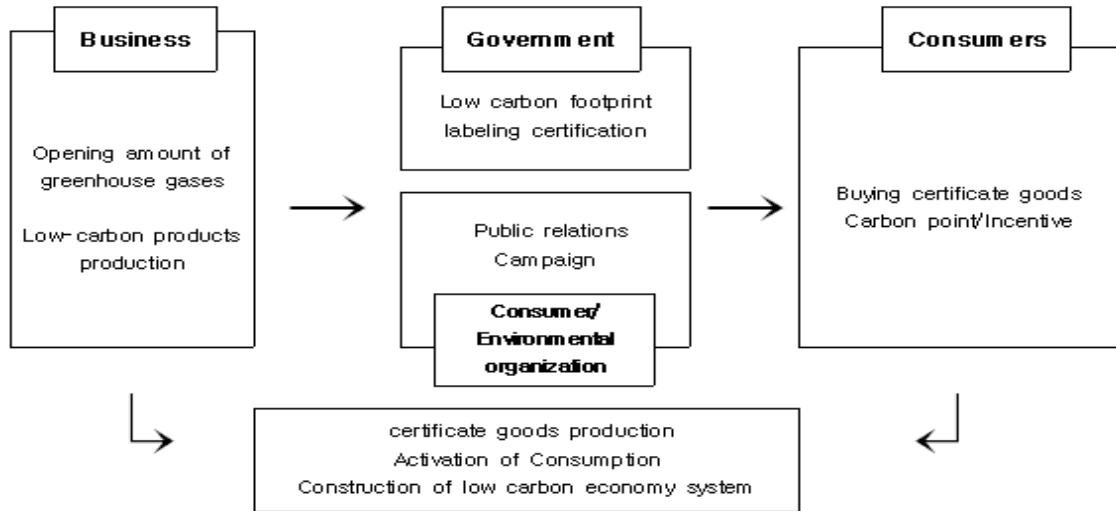 Business
Opening amount of
greenhouse gases
Low-carbon products
production
Government
Low carbon footprint
labeling certification
Public relations
Campaign
Consumer/
Environmental
organization
Consumers
Buying certificate goods
Carbon point/Incentive
certificate goods production
Activation of Consumption
Construction of low carbon economy system